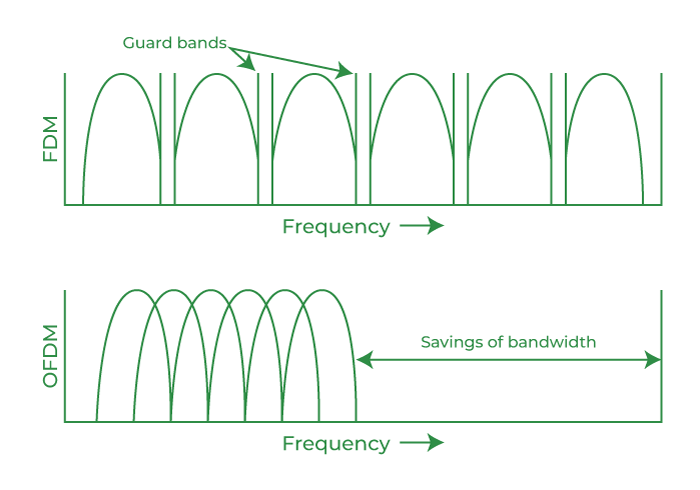 Guard bands
FDM
Frequency
OFDM
Savings of bandwidth
Frequency